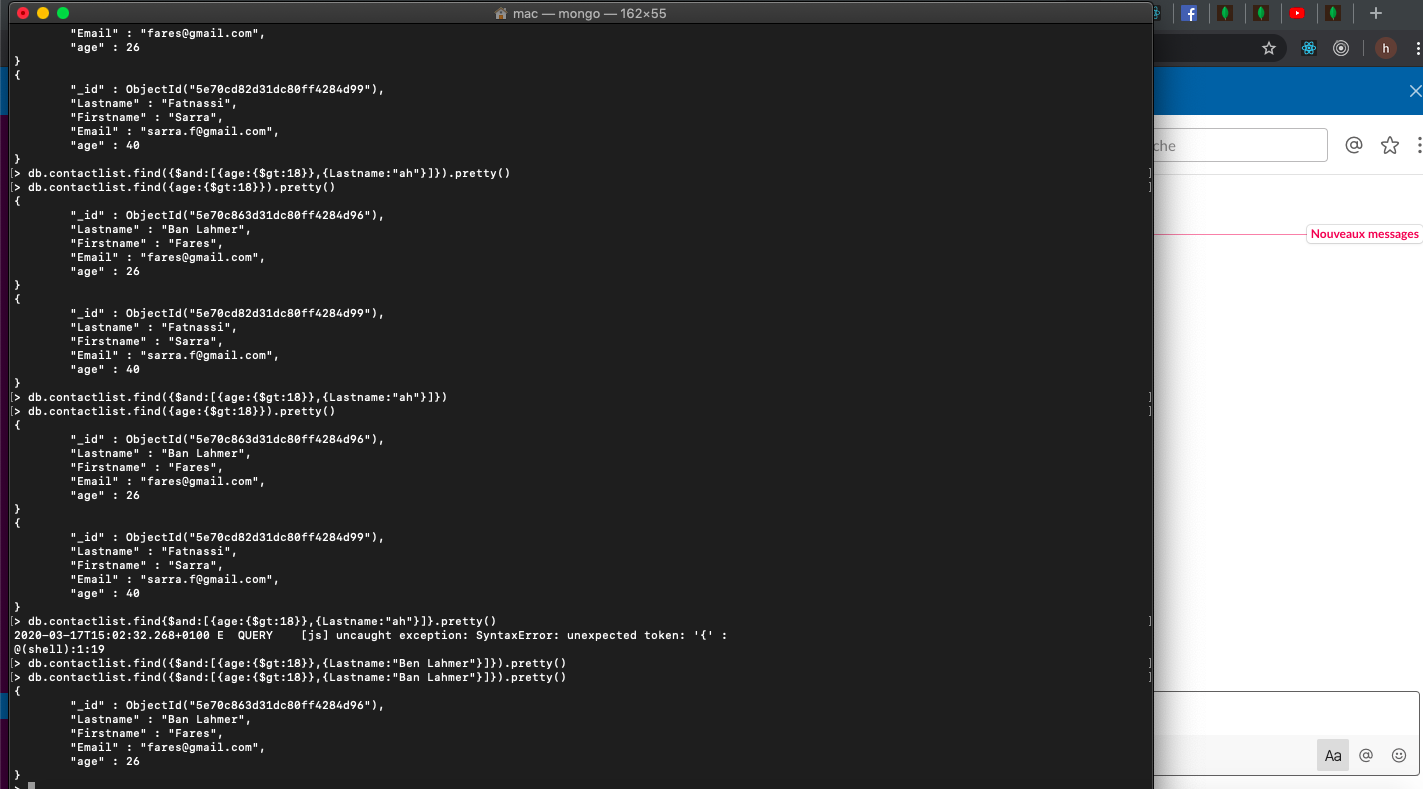 mac — mongo — 162×55
h
"Email" : "fares@gmail.com",
"age" : 26
}
{
"_id" : ObjectId("5e70cd82d31dc80ff4284d99"),
"Lastname" : "Fatnassi",
"Firstname" : "Sarra",
"Email" : "sarra.f@gmail.com",
"age" : 40
}
[> db.contactlist.find({$and:[{age:{$gt:18}},{Lastname:"ah"}]}).pretty() ]
[> db.contactlist.find({age:{$gt:18}}).pretty() ]
{
"_id" : ObjectId("5e70c863d31dc80ff4284d96"),
"Lastname" : "Ban Lahmer",
"Firstname" : "Fares",
"Email" : "fares@gmail.com",
"age" : 26
}
{
"_id" : ObjectId("5e70cd82d31dc80ff4284d99"),
"Lastname" : "Fatnassi",
"Firstname" : "Sarra",
"Email" : "sarra.f@gmail.com",
"age" : 40
}
[> db.contactlist.find({$and:[{age:{$gt:18}},{Lastname:"ah"}]}) ]
[> db.contactlist.find({age:{$gt:18}}).pretty() ]
{
"_id" : ObjectId("5e70c863d31dc80ff4284d96"),
"Lastname" : "Ban Lahmer",
"Firstname" : "Fares",
"Email" : "fares@gmail.com",
"age" : 26
}
{
"_id" : ObjectId("5e70cd82d31dc80ff4284d99"),
"Lastname" : "Fatnassi",
"Firstname" : "Sarra",
"Email" : "sarra.f@gmail.com",
"age" : 40
}
[> db.contactlist.find{$and:[{age:{$gt:18}},{Lastname:"ah"}]}.pretty() ]
2020-03-17T15:02:32.268+0100 E  QUERY    [js] uncaught exception: SyntaxError: unexpected token: '{' :
@(shell):1:19
[> db.contactlist.find({$and:[{age:{$gt:18}},{Lastname:"Ben Lahmer"}]}).pretty() ]
[> db.contactlist.find({$and:[{age:{$gt:18}},{Lastname:"Ban Lahmer"}]}).pretty() ]
{
"_id" : ObjectId("5e70c863d31dc80ff4284d96"),
"Lastname" : "Ban Lahmer",
"Firstname" : "Fares",
"Email" : "fares@gmail.com",
"age" : 26
}
>
che
Nouveaux messages
Aa @